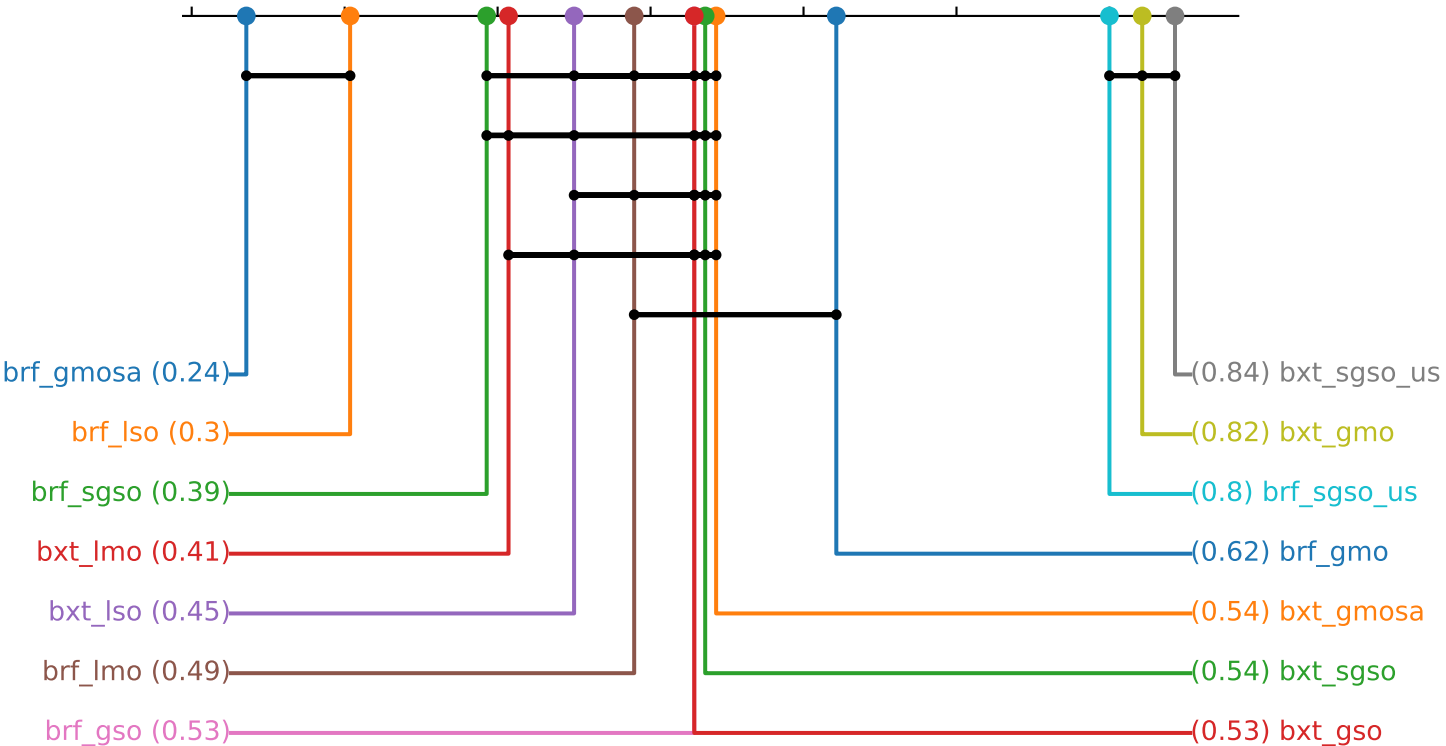 brf_gmosa (0.24)
(0.84) bxt_sgso_us
brf_lso (0.3)
(0.82) bxt_gmo
brf_sgso (0.39)
(0.8) brf_sgso_us
bxt_lmo (0.41)
(0.62) brf_gmo
bxt_lso (0.45)
(0.54) bxt_gmosa
brf_lmo (0.49)
(0.54) bxt_sgso
brf_gso (0.53)
(0.53) bxt_gso